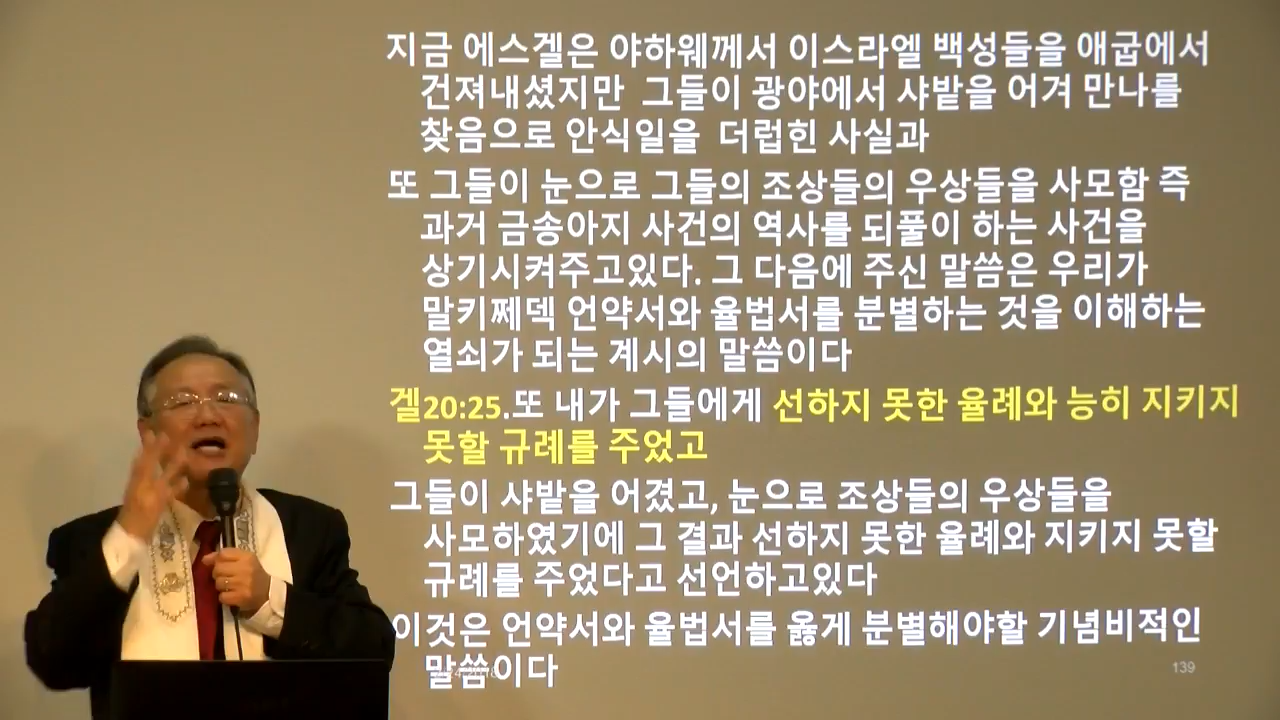 지금 에스겔은 야하웨께서 이스라엘 백성들을 애굽에서
건져내셨지만 그들이 광야에서 샤밭을 어겨 만나를
찾음으로 안식일을 더럽힌 사실과
또 그들이 눈으로 그들의 조상들의 우상들을 사모함 즉
과거 금송아지 사건의 역사를 되풀이 하는 사건을
상기시켜주고있다. 그 다음에 주신 말씀은 우리가
말키쩨덱 언약서와 율법서를 분별하는 것을 이해하는
열쇠가 되는 계시의 말씀이다
겔20:25.또 내가 그들에게 선하지 못한 율례와 능히 지키지
못할 규례를 주었고
그들이 샤밭을 어겼고, 눈으로 조상들의 우상들을
사모하였기에 그 결과 선하지 못한 율례와 지키지 못할
규례를 주었다고 선언하고있다
이것은 언약서와 율법서를 옳게 분별해야할 기념비적인
말씀이다
139